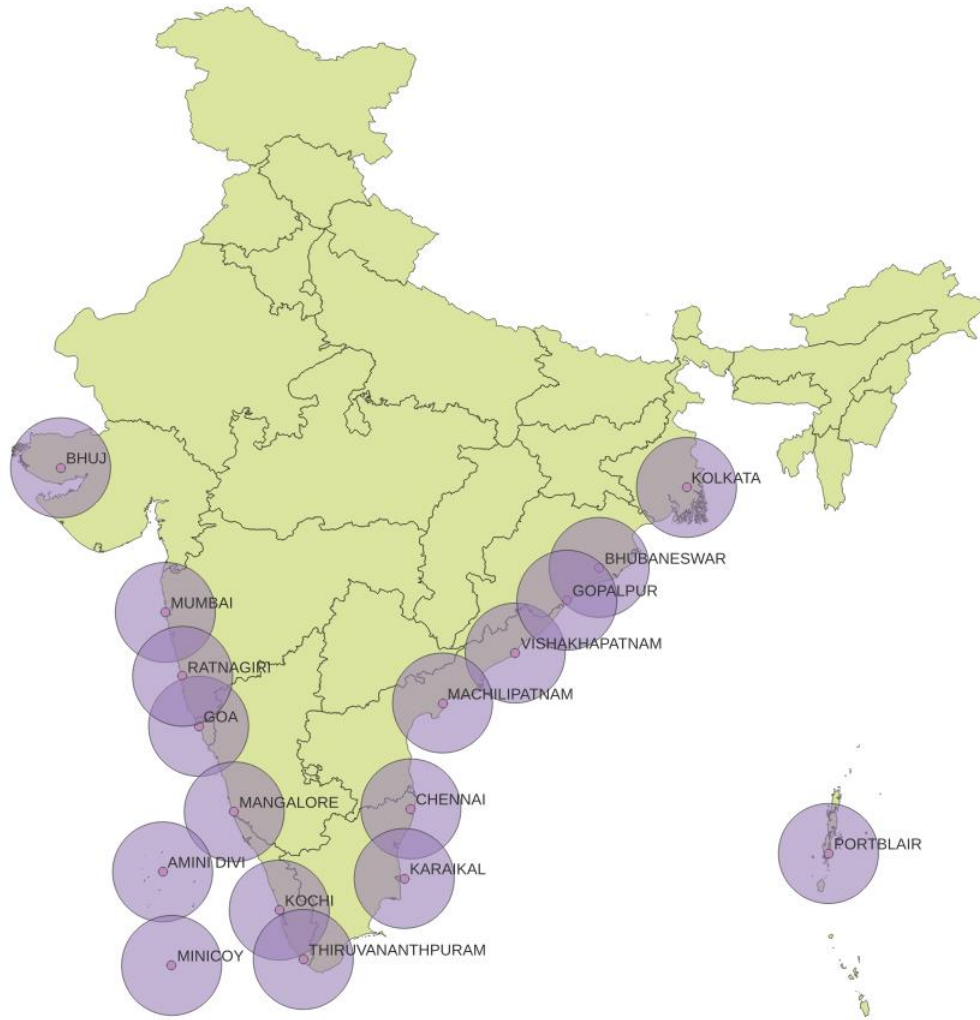 BHUJ
KOLKATA
BHUBANESWAR
GOPALPUR
MUMBAI
VISHAKHAPATNAM
RATNAGIRI
MACHILIPATNAM
GOA
MANGALORE
CHENNAI
PORTBLAIR
AMINI DIVI
KARAIKAL
KOCHI
THIRUVANANTHPURAM
MINICOY